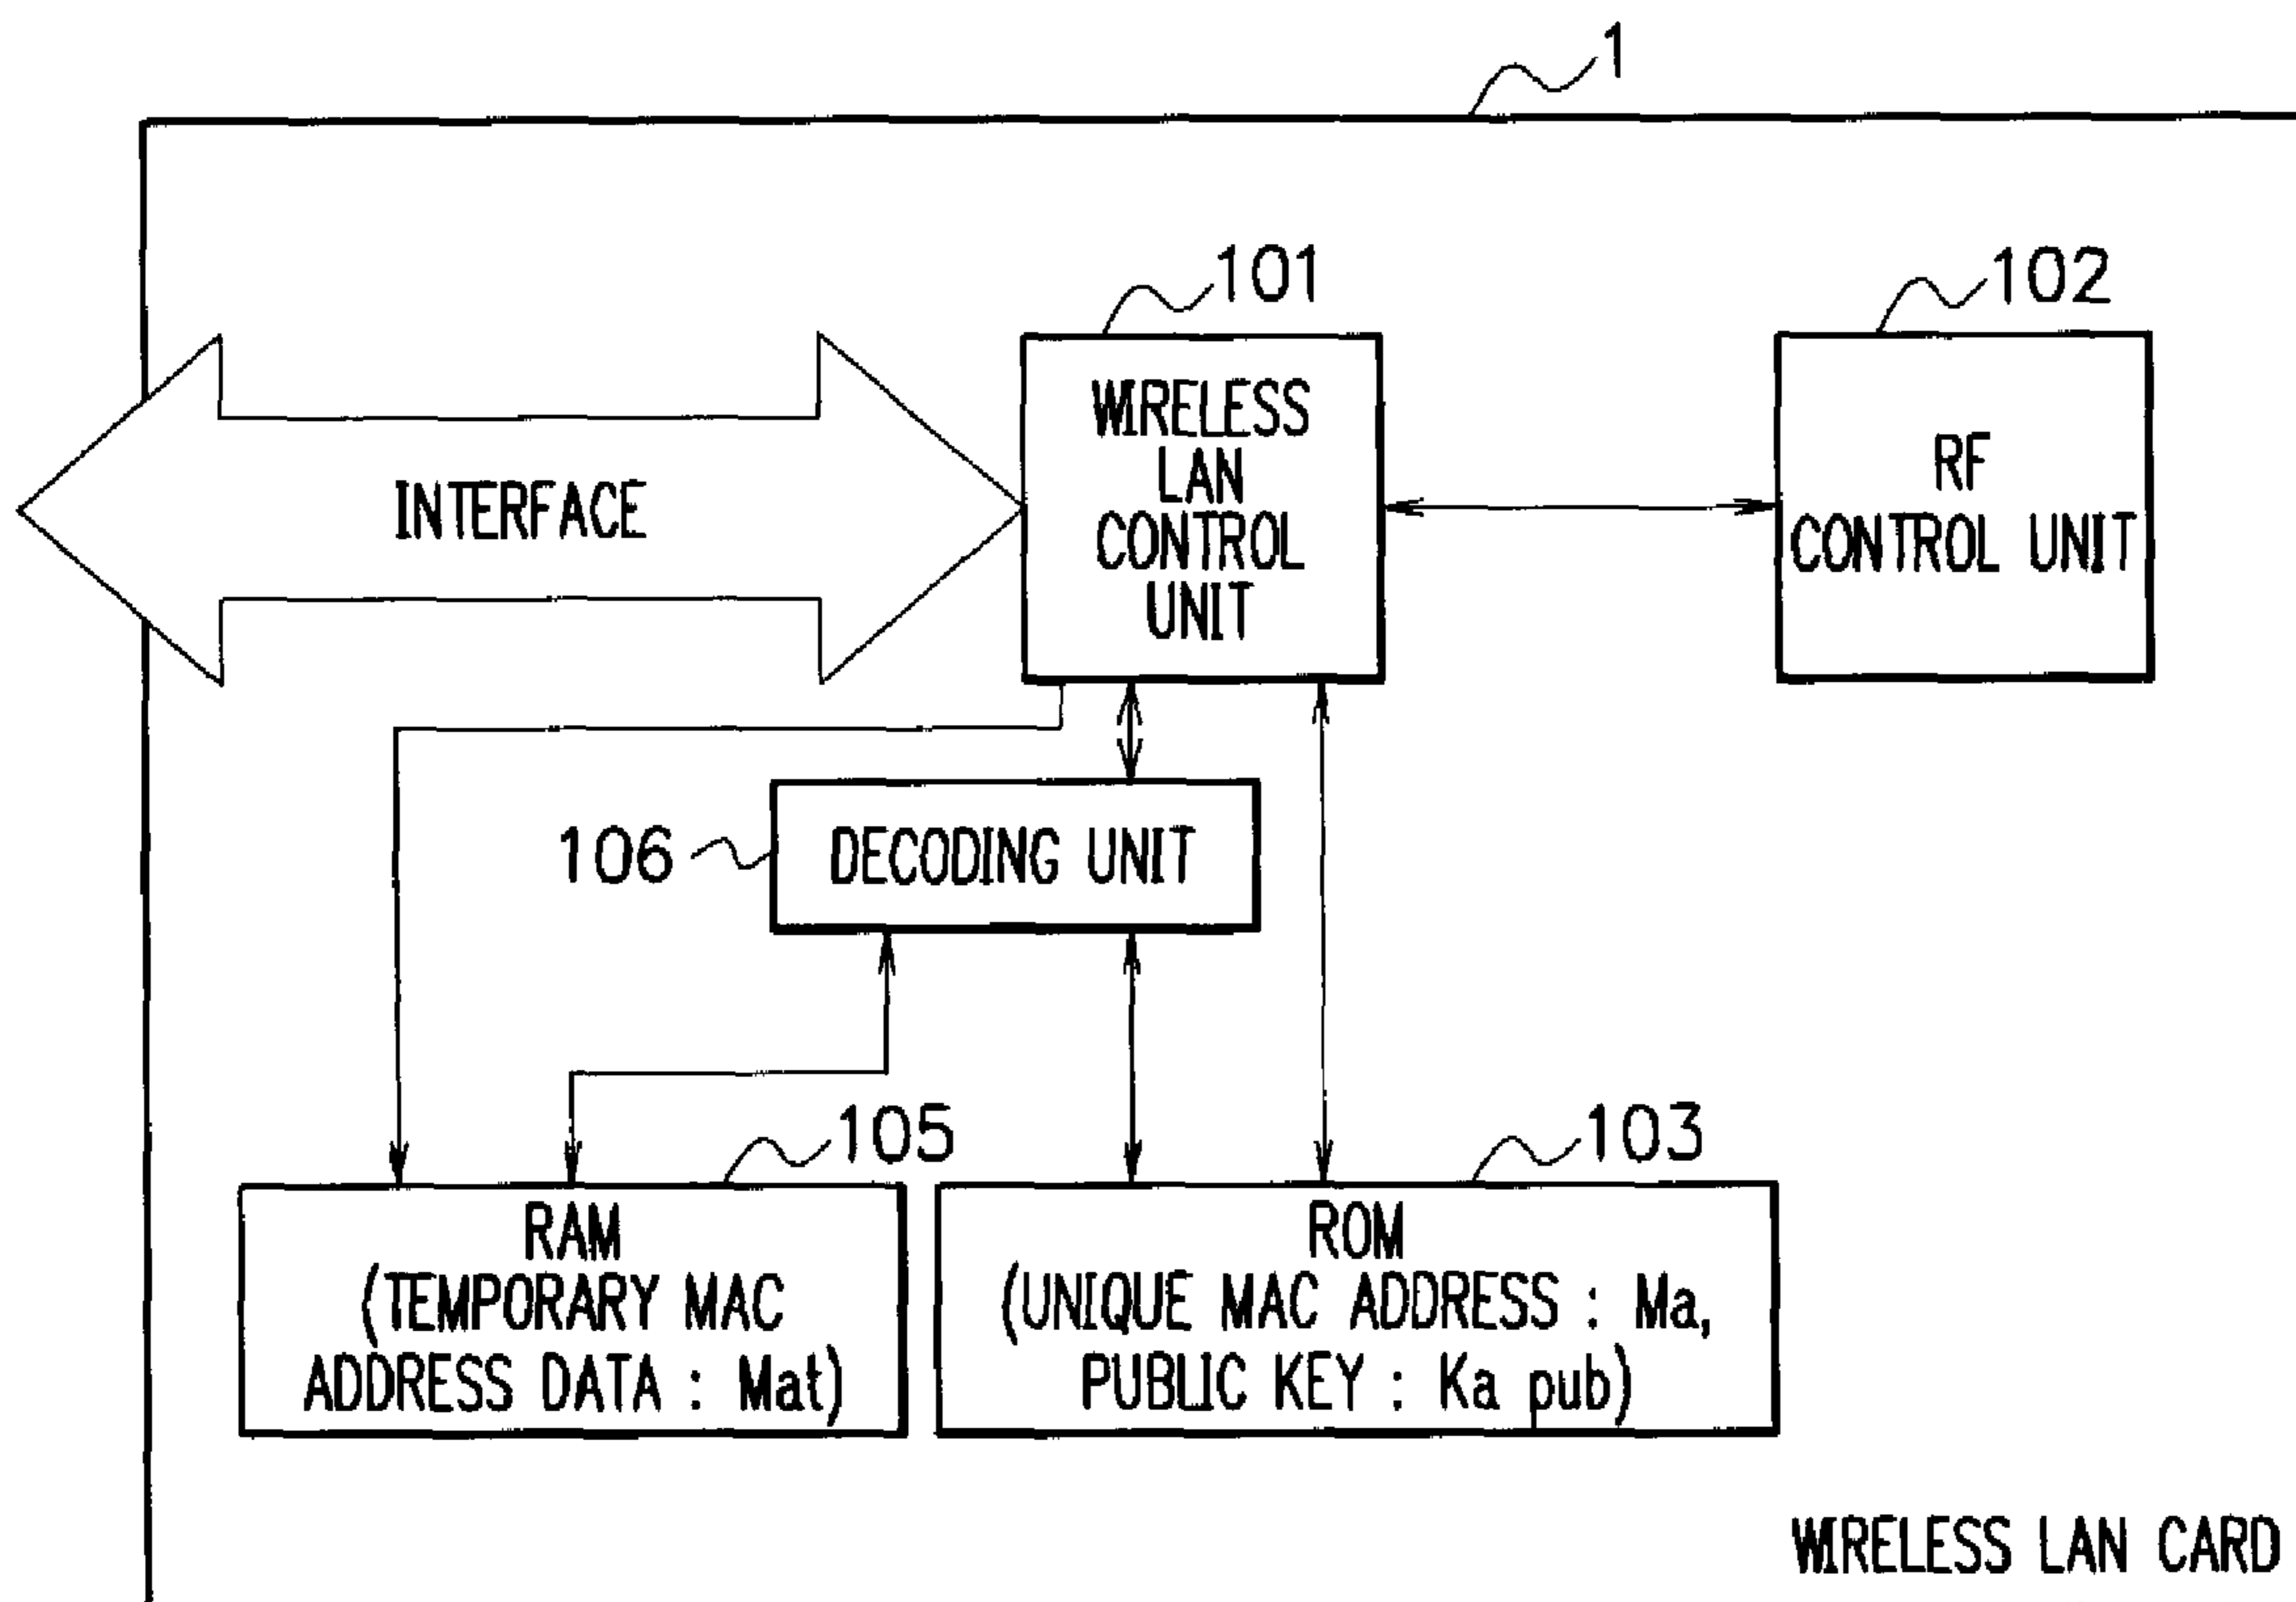 1
101
102
WIRELESS
LAN
CONTROL
UNIT
RF
CONTROL UNIT
INTERFACE
106
DECODING UNIT
105
103
RAM
(TEMPORARY MAC
ADDRESS DATA : Mat)
ROM
(UNIQUE MAC ADDRESS : Ma,
PUBLIC KEY : Ka pub)
WIRELESS LAN CARD